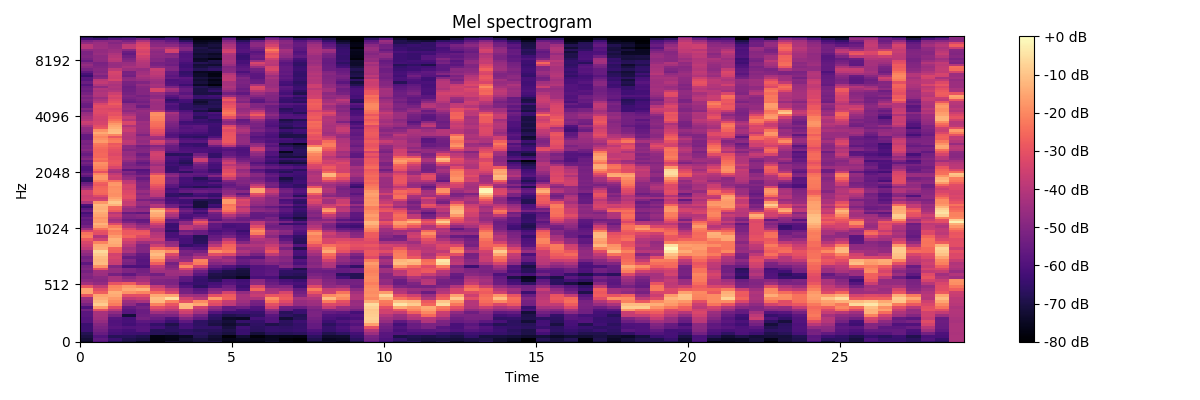 Mel spectrogram
Hz
8192
4096
2048
1024
512
0
0 5 10 15 20 25
Time
+0 dB
-10 dB
-20 dB
-30 dB
-40 dB
-50 dB
-60 dB
-70 dB
-80 dB